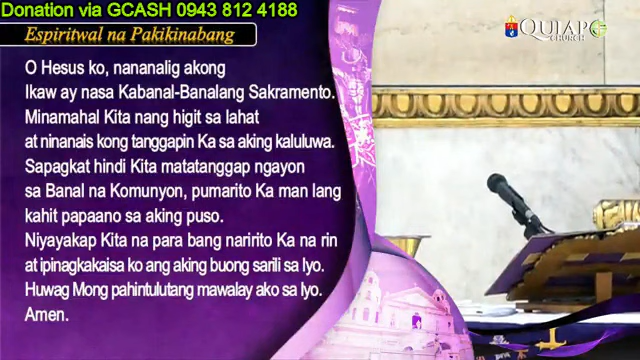 Donation via GCASH 0943 812 4188
Espiritwal na Pakikinabang
QUIAPO
CHURCH
O Hesus ko, nananalig akong
Ikaw ay nasa Kabanal-Banalang Sakramento.
Minamahal Kita nang higit sa lahat
at ninanais kong tanggapin Ka sa aking kaluluwa.
Sapagkat hindi Kita matatanggap ngayon
sa Banal na Komunyon, pumarito Ka man lang
kahit papaano sa aking puso.
Niyayakap Kita na para bang naririto Ka na rin
at ipinagkakaisa ko ang aking buong sarili sa Iyo.
Huwag Mong pahintulutang mawalay ako sa Iyo.
Amen.